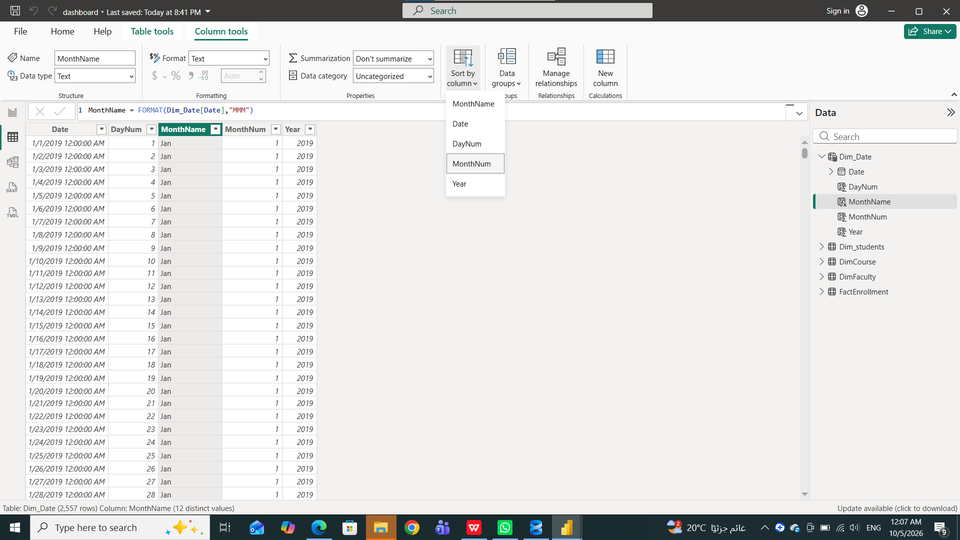 dashboard • Last saved: Today at 8:41 PM
Search
Sign in
File
Home
Help
Table tools
Column tools
Share
Name
MonthName
Format
Text
Summarization
Don't summarize
Data type
Text
$
%
Auto
Data category
Uncategorized
Sort by column
Data groups
Manage relationships
New column
Structure
Formatting
Properties
Relationships
Calculations
MonthName
Date
DayNum
MonthNum
Year
1 MonthName = FORMAT(Dim_Date[Date],"MMM")
Date DayNum MonthName MonthNum Year
1/1/2019 12:00:00 AM 1 Jan 1 2019
1/2/2019 12:00:00 AM 2 Jan 1 2019
1/3/2019 12:00:00 AM 3 Jan 1 2019
1/4/2019 12:00:00 AM 4 Jan 1 2019
1/5/2019 12:00:00 AM 5 Jan 1 2019
1/6/2019 12:00:00 AM 6 Jan 1 2019
1/7/2019 12:00:00 AM 7 Jan 1 2019
1/8/2019 12:00:00 AM 8 Jan 1 2019
1/9/2019 12:00:00 AM 9 Jan 1 2019
1/10/2019 12:00:00 AM 10 Jan 1 2019
1/11/2019 12:00:00 AM 11 Jan 1 2019
1/12/2019 12:00:00 AM 12 Jan 1 2019
1/13/2019 12:00:00 AM 13 Jan 1 2019
1/14/2019 12:00:00 AM 14 Jan 1 2019
1/15/2019 12:00:00 AM 15 Jan 1 2019
1/16/2019 12:00:00 AM 16 Jan 1 2019
1/17/2019 12:00:00 AM 17 Jan 1 2019
1/18/2019 12:00:00 AM 18 Jan 1 2019
1/19/2019 12:00:00 AM 19 Jan 1 2019
1/20/2019 12:00:00 AM 20 Jan 1 2019
1/21/2019 12:00:00 AM 21 Jan 1 2019
1/22/2019 12:00:00 AM 22 Jan 1 2019
1/23/2019 12:00:00 AM 23 Jan 1 2019
1/24/2019 12:00:00 AM 24 Jan 1 2019
1/25/2019 12:00:00 AM 25 Jan 1 2019
1/26/2019 12:00:00 AM 26 Jan 1 2019
1/27/2019 12:00:00 AM 27 Jan 1 2019
1/28/2019 12:00:00 AM 28 Jan 1 2019
Data
Search
Dim_Date
Date
DayNum
MonthName
MonthNum
Year
Dim_students
DimCourse
DimFaculty
FactEnrollment
Table: Dim_Date (2,557 rows) Column: MonthName (12 distinct values)
Update available (click to download)
Type here to search
20°C غائم جزئيًا
ENG
12:07 AM
10/5/2026